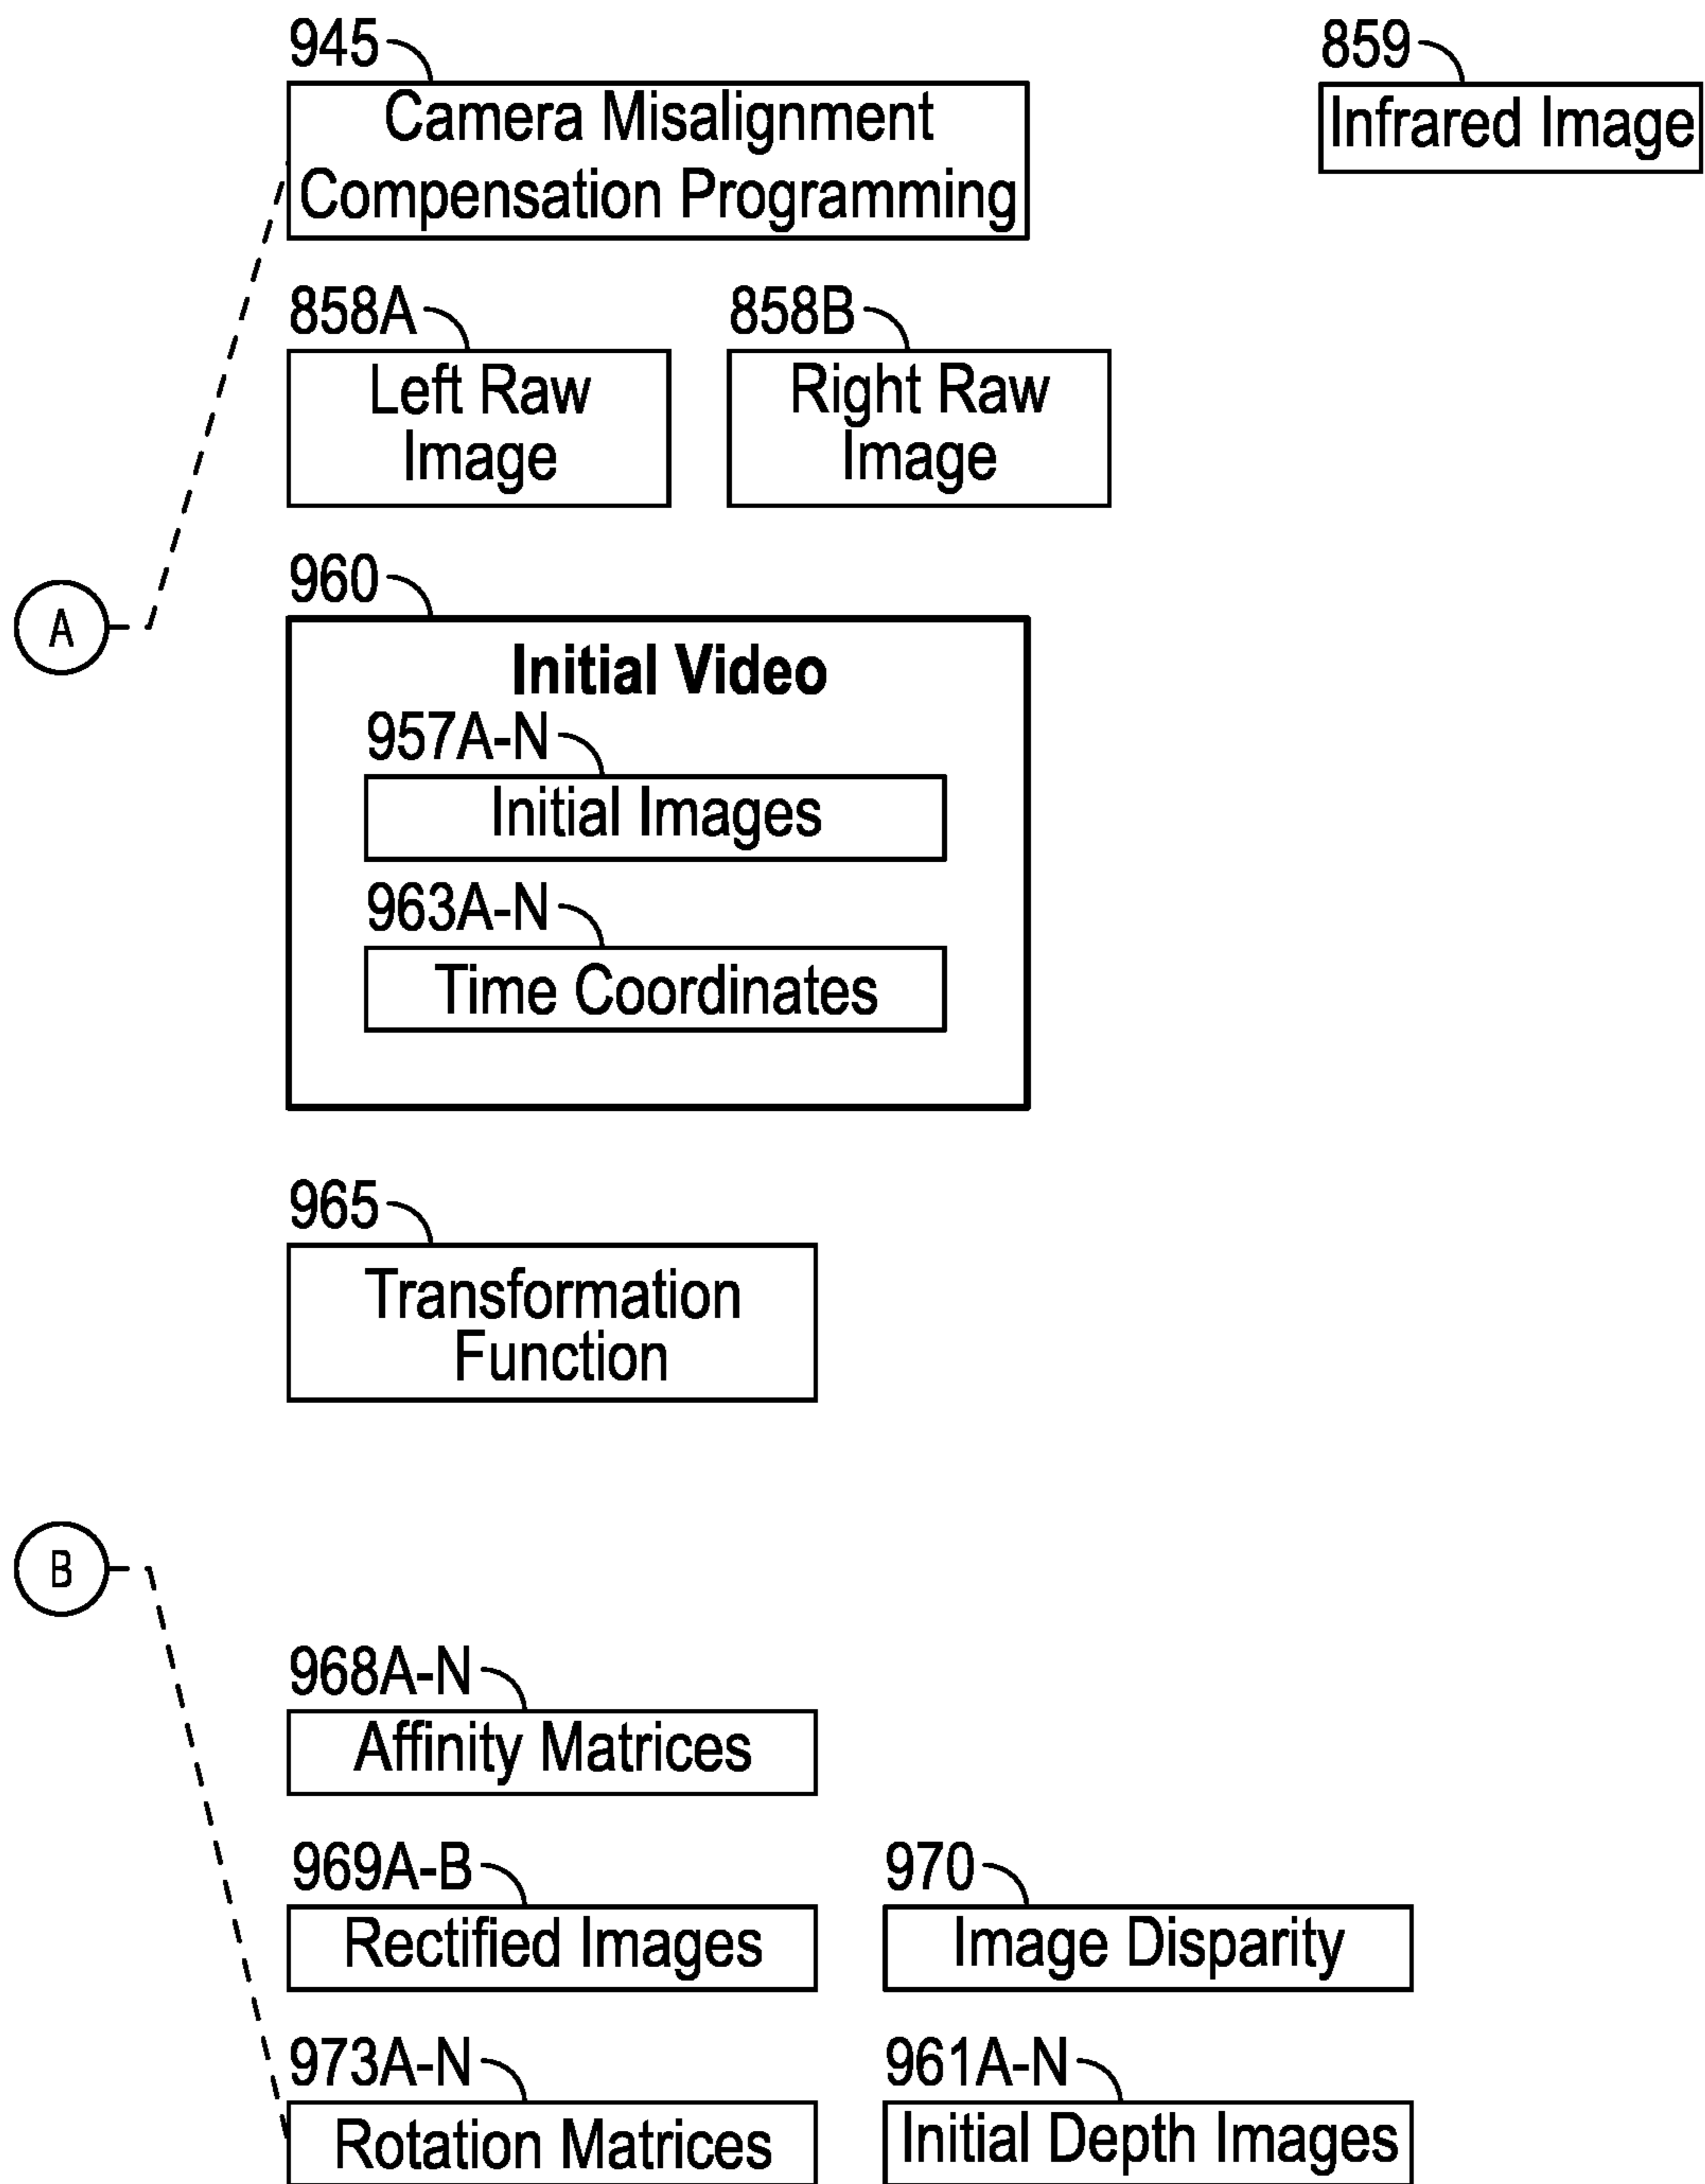 945
859
Camera Misalignment
Compensation Programming
Infrared Image
858A
858B
Left Raw
Image
Right Raw
Image
960
A
Initial Video
957A-N
Initial Images
963A-N
Time Coordinates
965
Transformation
Function
B
968A-N
Affinity Matrices
969A-B
970
Rectified Images
Image Disparity
973A-N
961A-N
Rotation Matrices
Initial Depth Images